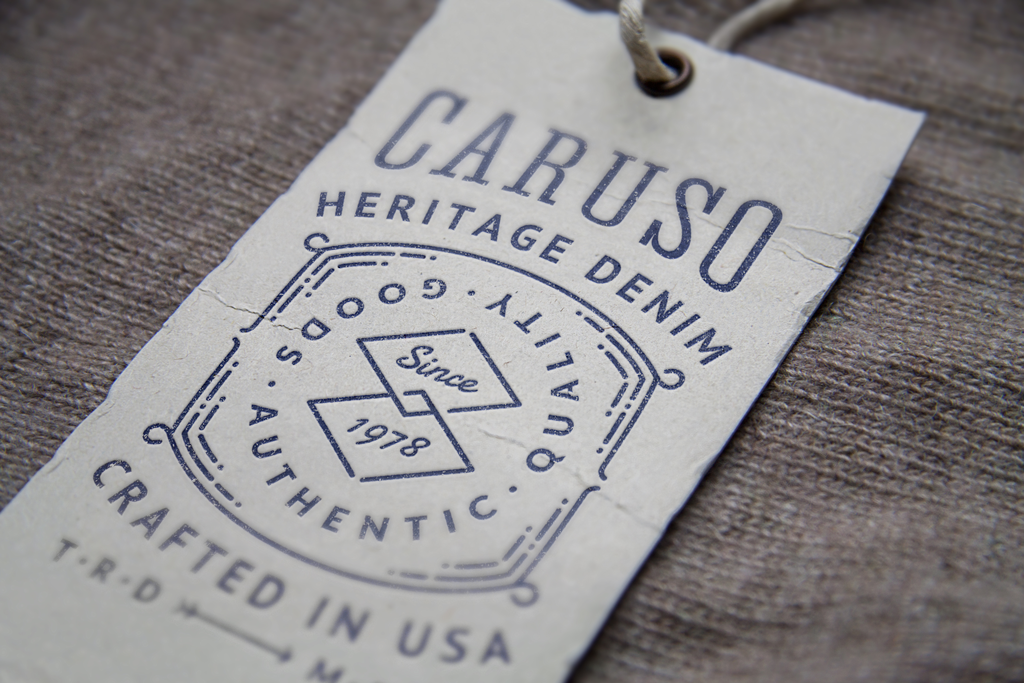 CARUSO
HERITAGE DENIM
AUTHENTIC · QUALITY · GOODS ·
Since
1978
CRAFTED IN USA
T·R·D